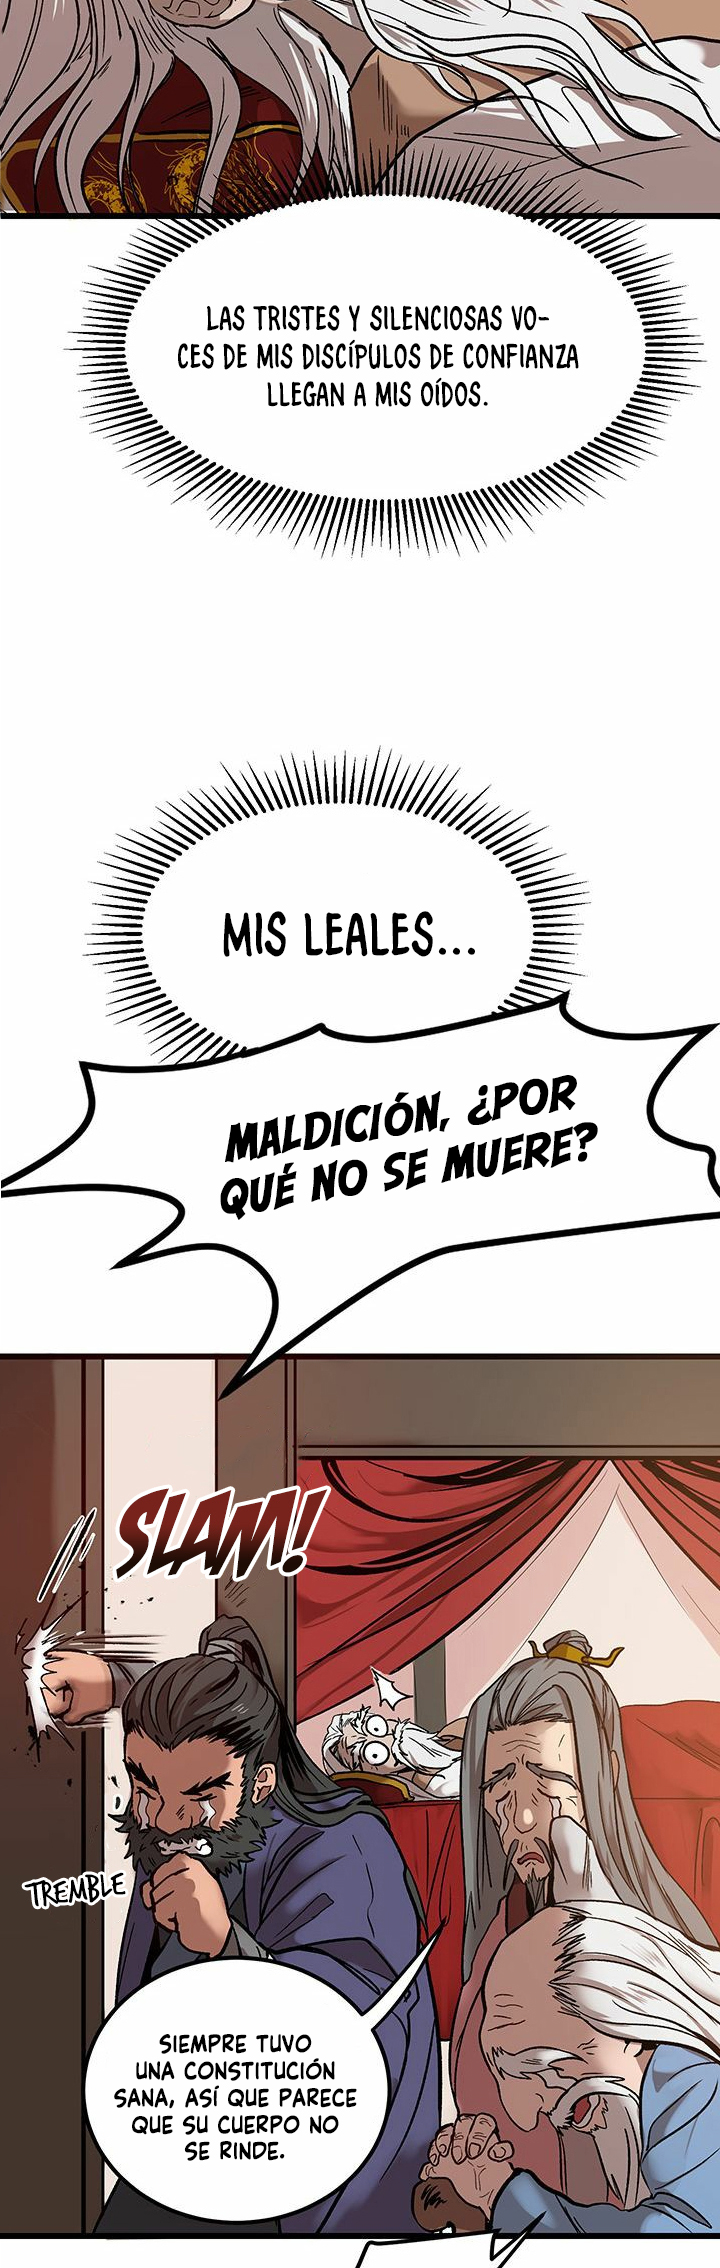 LAS TRISTES Y SILENCIOSAS VO-
CES DE MIS DISCÍPULOS DE CONFIANZA
LLEGAN A MIS OÍDOS.
MIS LEALES...
MALDICIÓN, ¿POR
QUÉ NO SE MUERE?
SLAM!
TREMBLE
SIEMPRE TUVO
UNA CONSTITUCIÓN
SANA, ASÍ QUE PARECE
QUE SU CUERPO NO
SE RINDE.